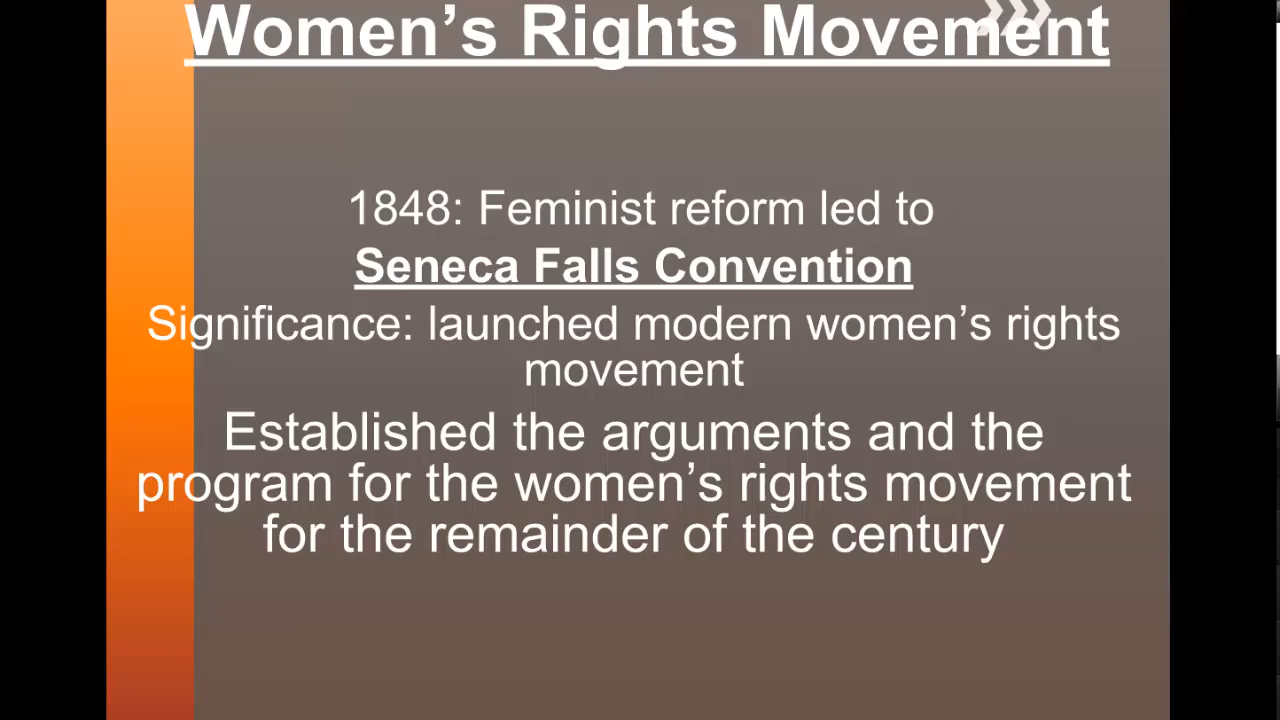 Women’s Rights Movement
1848: Feminist reform led to
Seneca Falls Convention
Significance: launched modern women’s rights
movement
Established the arguments and the
program for the women’s rights movement
for the remainder of the century